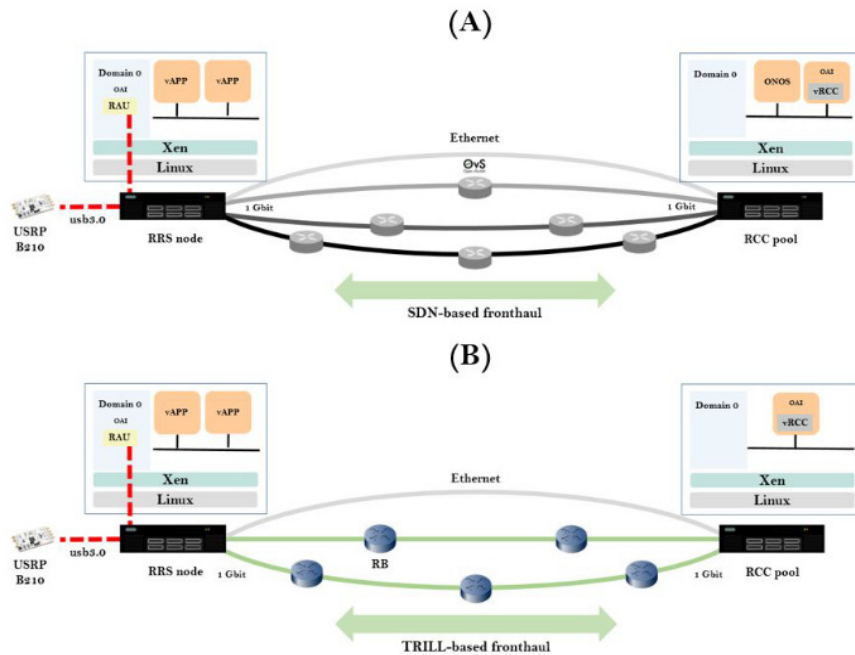 (A)
Domain 0
OAI
RAU
vAPP
vAPP
Xen
Linux
Domain 0
ONOS
OAI
vRCC
Xen
Linux
Ethernet
OvS
USRP
B210
usb3.0
RRS node
1 Gbit
1 Gbit
RCC pool
SDN-based fronthaul
(B)
Domain 0
OAI
RAU
vAPP
vAPP
Xen
Linux
Domain 0
OAI
vRCC
Xen
Linux
Ethernet
USRP
B210
usb3.0
RRS node
RB
1 Gbit
1 Gbit
RCC pool
TRILL-based fronthaul